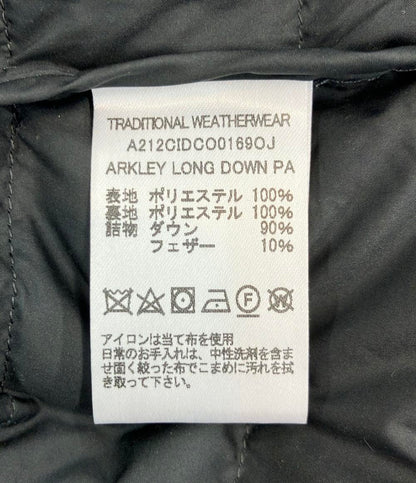 TRADITIONAL WEATHERWEAR
A212CIDCO0169OJ
ARKLEY LONG DOWN PA
表地 ポリエステル 100%
裏地 ポリエステル 100%
詰物 ダウン 90%
フェザー 10%
アイロンは当て布を使用
日常のお手入れは、中性洗剤を含ま
せ固く絞った布でこまめに汚れを拭
き取って下さい。